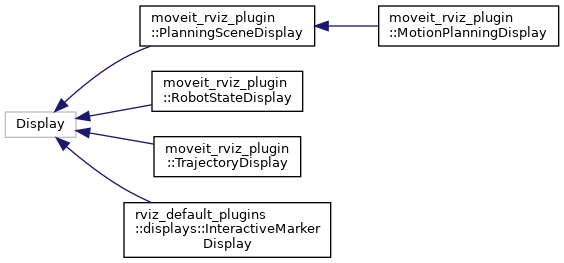 moveit_rviz_plugin
::PlanningSceneDisplay
moveit_rviz_plugin
::MotionPlanningDisplay
moveit_rviz_plugin
::RobotStateDisplay
Display
moveit_rviz_plugin
::TrajectoryDisplay
rviz_default_plugins
::displays::InteractiveMarker
Display